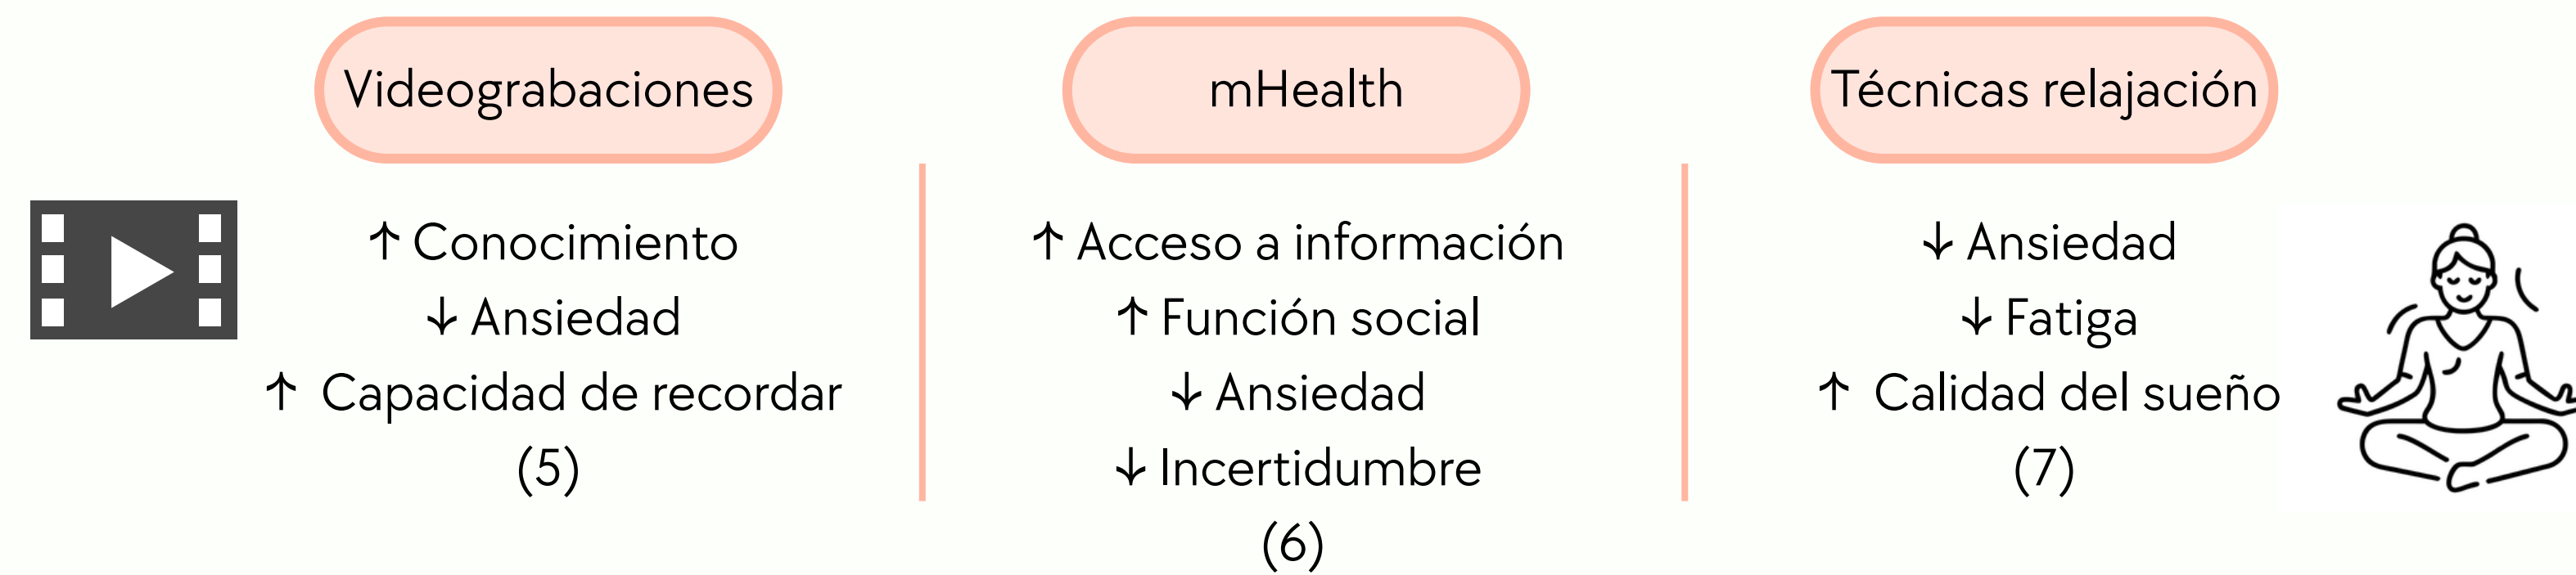 Videograbaciones
↑ Conocimiento
↓ Ansiedad
↑ Capacidad de recordar
(5)
mHealth
↑ Acceso a información
↑ Función social
↓ Ansiedad
↓ Incertidumbre
(6)
Técnicas relajación
↓ Ansiedad
↓ Fatiga
↑ Calidad del sueño
(7)